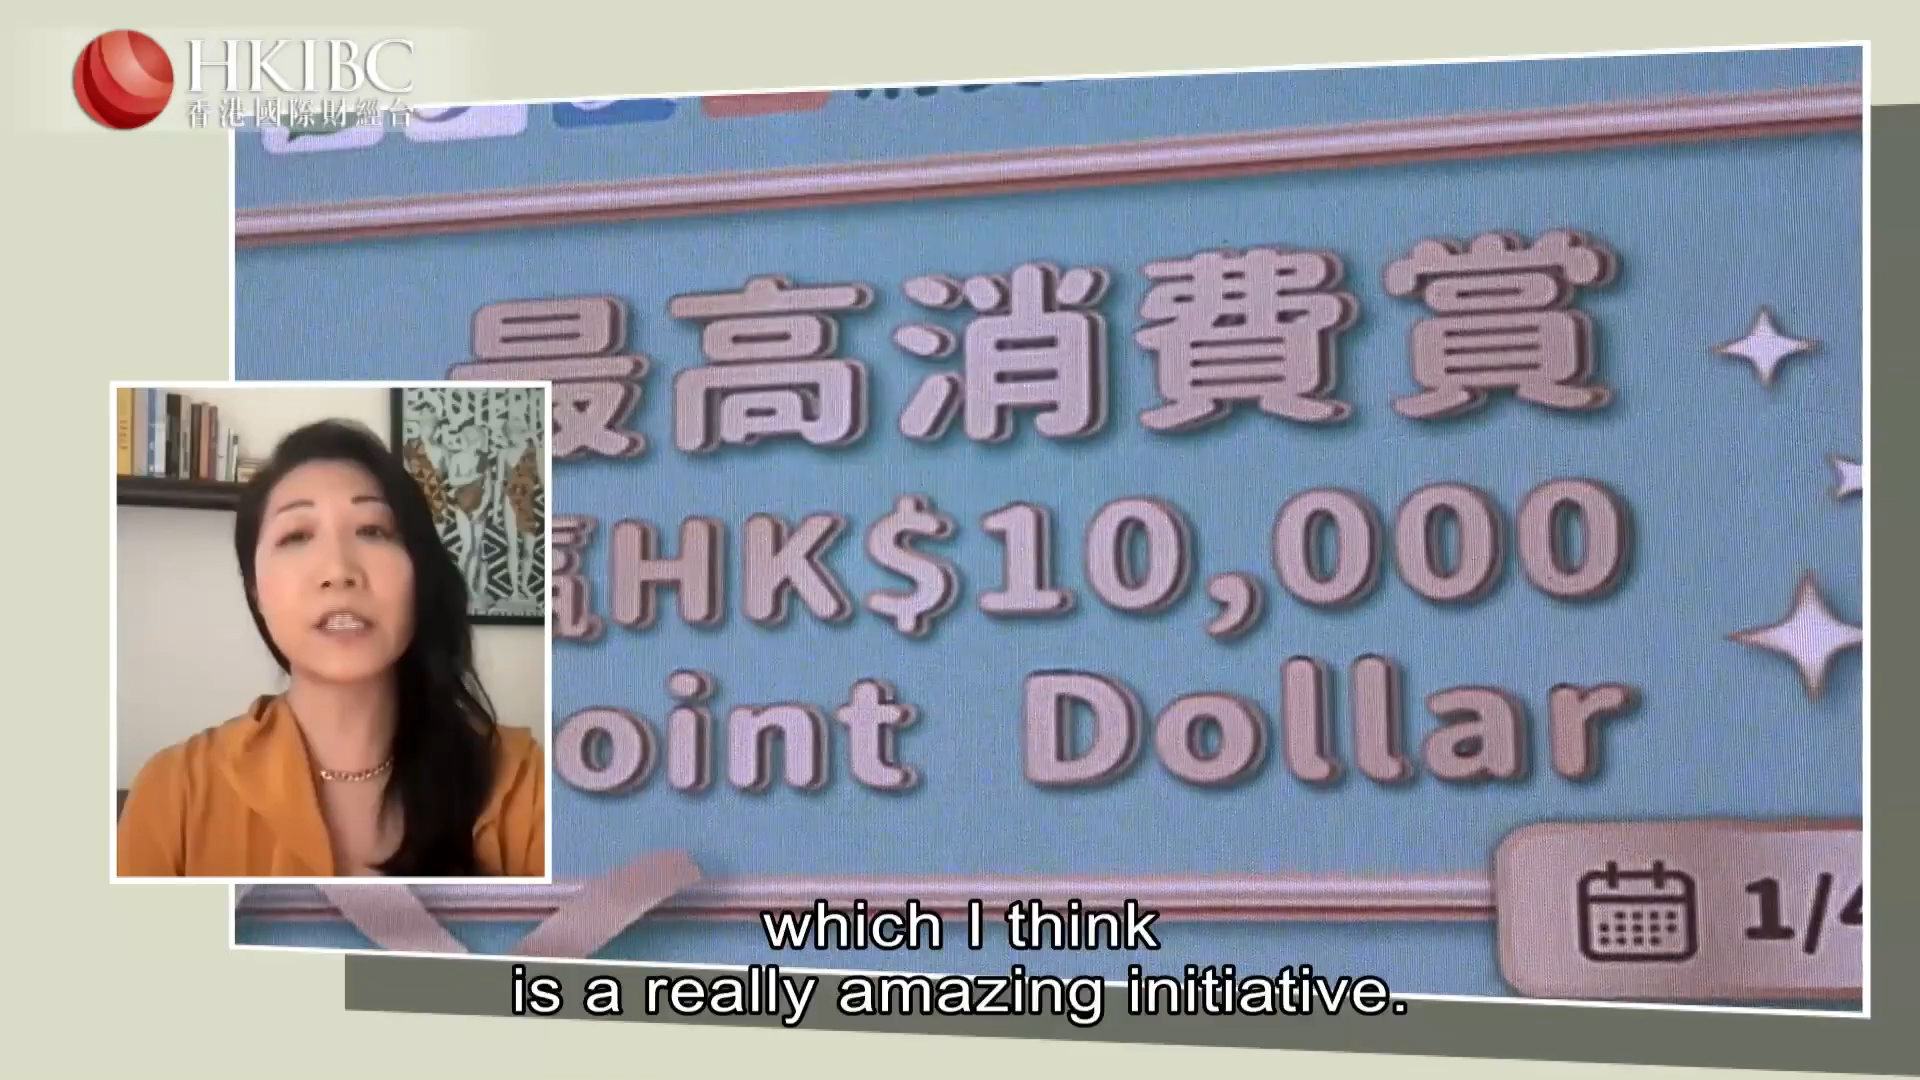 HKIBC
香港國際財經台
最高消費賞
HK$10,000
oint Dollar
1/4
which I think
is a really amazing initiative.